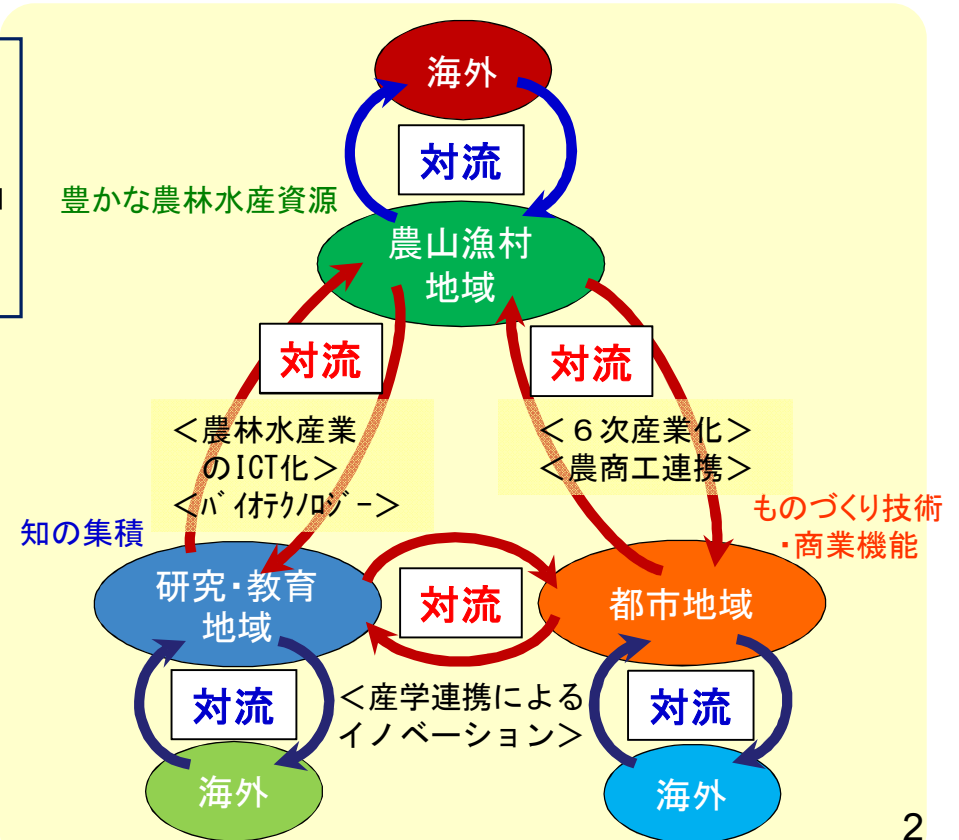 海外
対流
豊かな農林水産資源
農山漁村
地域
対流
対流
<農林水産業
のICT化>
<バイオテクノロジー>
<6次産業化>
<農商工連携>
知の集積
ものづくり技術
・商業機能
研究・教育
地域
対流
都市地域
対流
<産学連携による
イノベーション>
対流
海外
海外
2